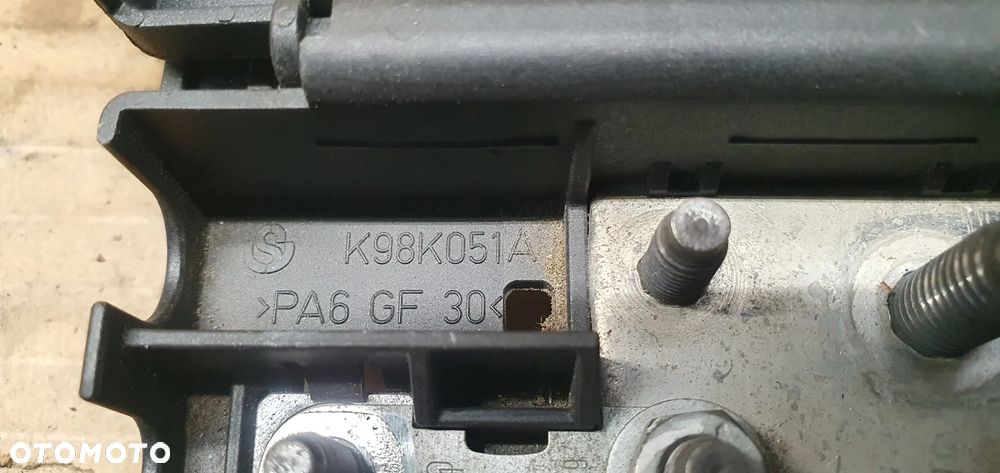 K98K051A
>PA6 GF 30<
OTOMOTO